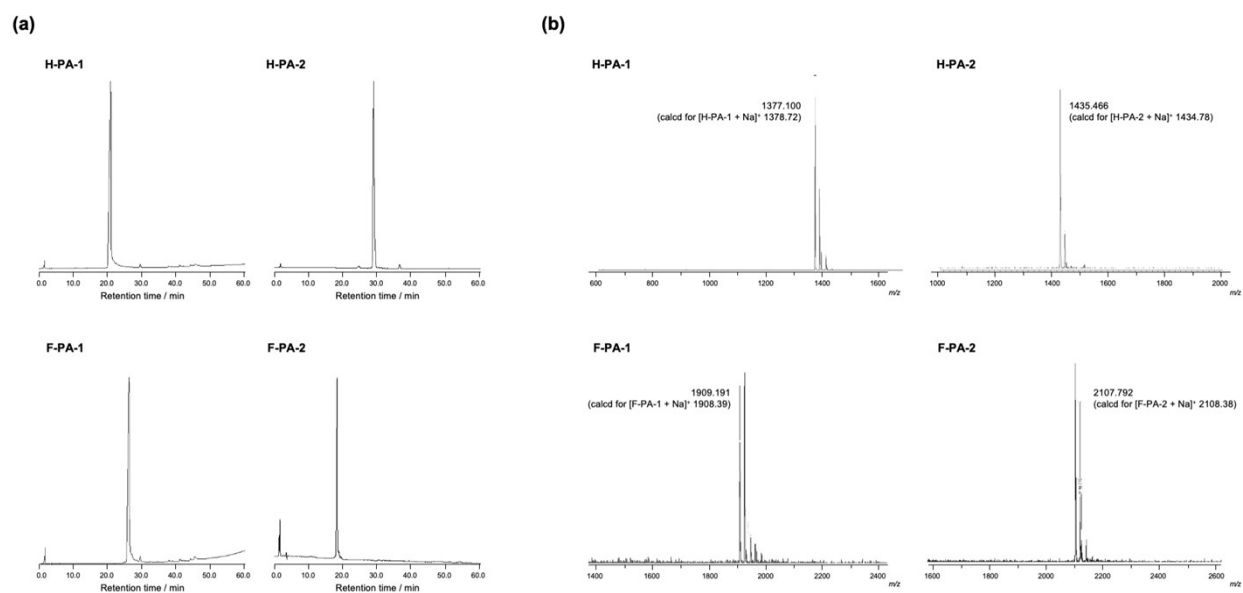 (a)
H-PA-1
H-PA-2
0.0 10.0 20.0 30.0 40.0 50.0 60.0
Retention time / min
0.0 10.0 20.0 30.0 40.0 50.0 60.0
Retention time / min
F-PA-1
F-PA-2
0.0 10.0 20.0 30.0 40.0 50.0 60.0
Retention time / min
0.0 10.0 20.0 30.0 40.0 50.0 60.0
Retention time / min
(b)
H-PA-1
1377.100
(calcd for [H-PA-1 + Na]⁺ 1378.72)
600 800 1000 1200 1400 1600
m/z
H-PA-2
1435.466
(calcd for [H-PA-2 + Na]⁺ 1434.78)
1000 1200 1400 1600 1800 2000
m/z
F-PA-1
1909.191
(calcd for [F-PA-1 + Na]⁺ 1908.39)
1400 1600 1800 2000 2200 2400
m/z
F-PA-2
2107.792
(calcd for [F-PA-2 + Na]⁺ 2108.38)
1600 1800 2000 2200 2400 2600
m/z